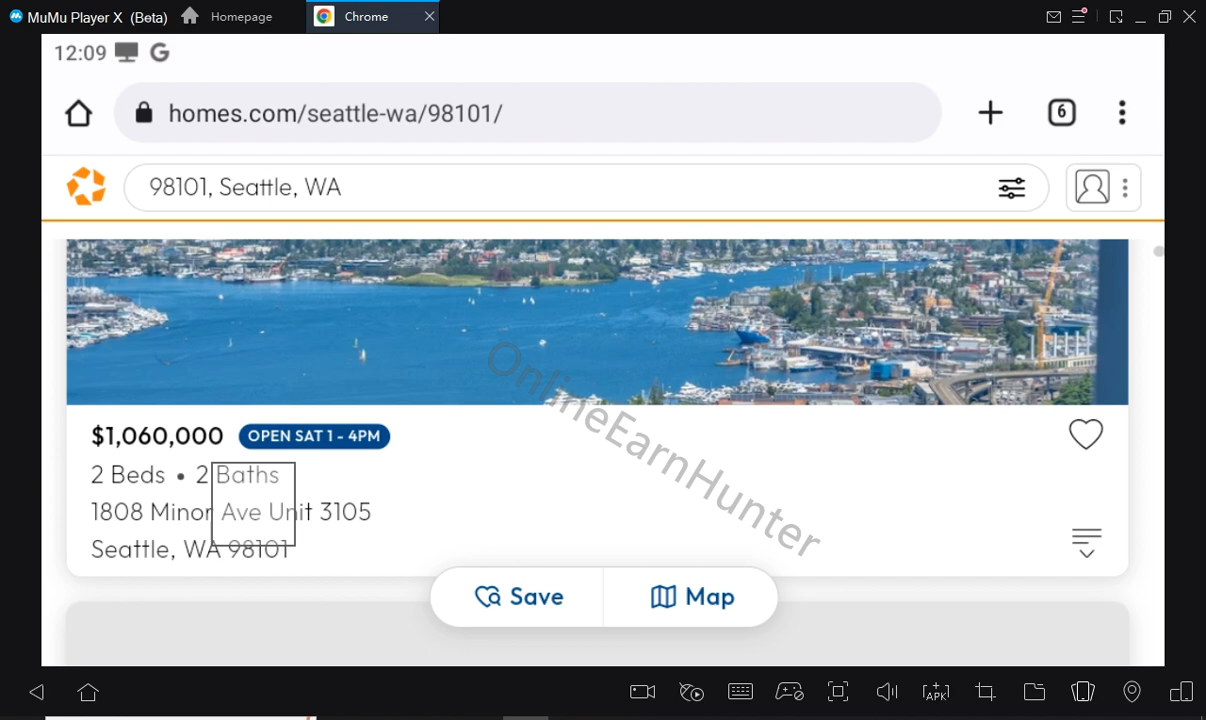 MuMu Player X (Beta) Homepage Chrome
12:09
homes.com/seattle-wa/98101/
6
98101, Seattle, WA
OnlineEarnHunter
$1,060,000 OPEN SAT 1 - 4PM
2 Beds • 2 Baths
1808 Minor Ave Unit 3105
Seattle, WA 98101
Save Map
APK